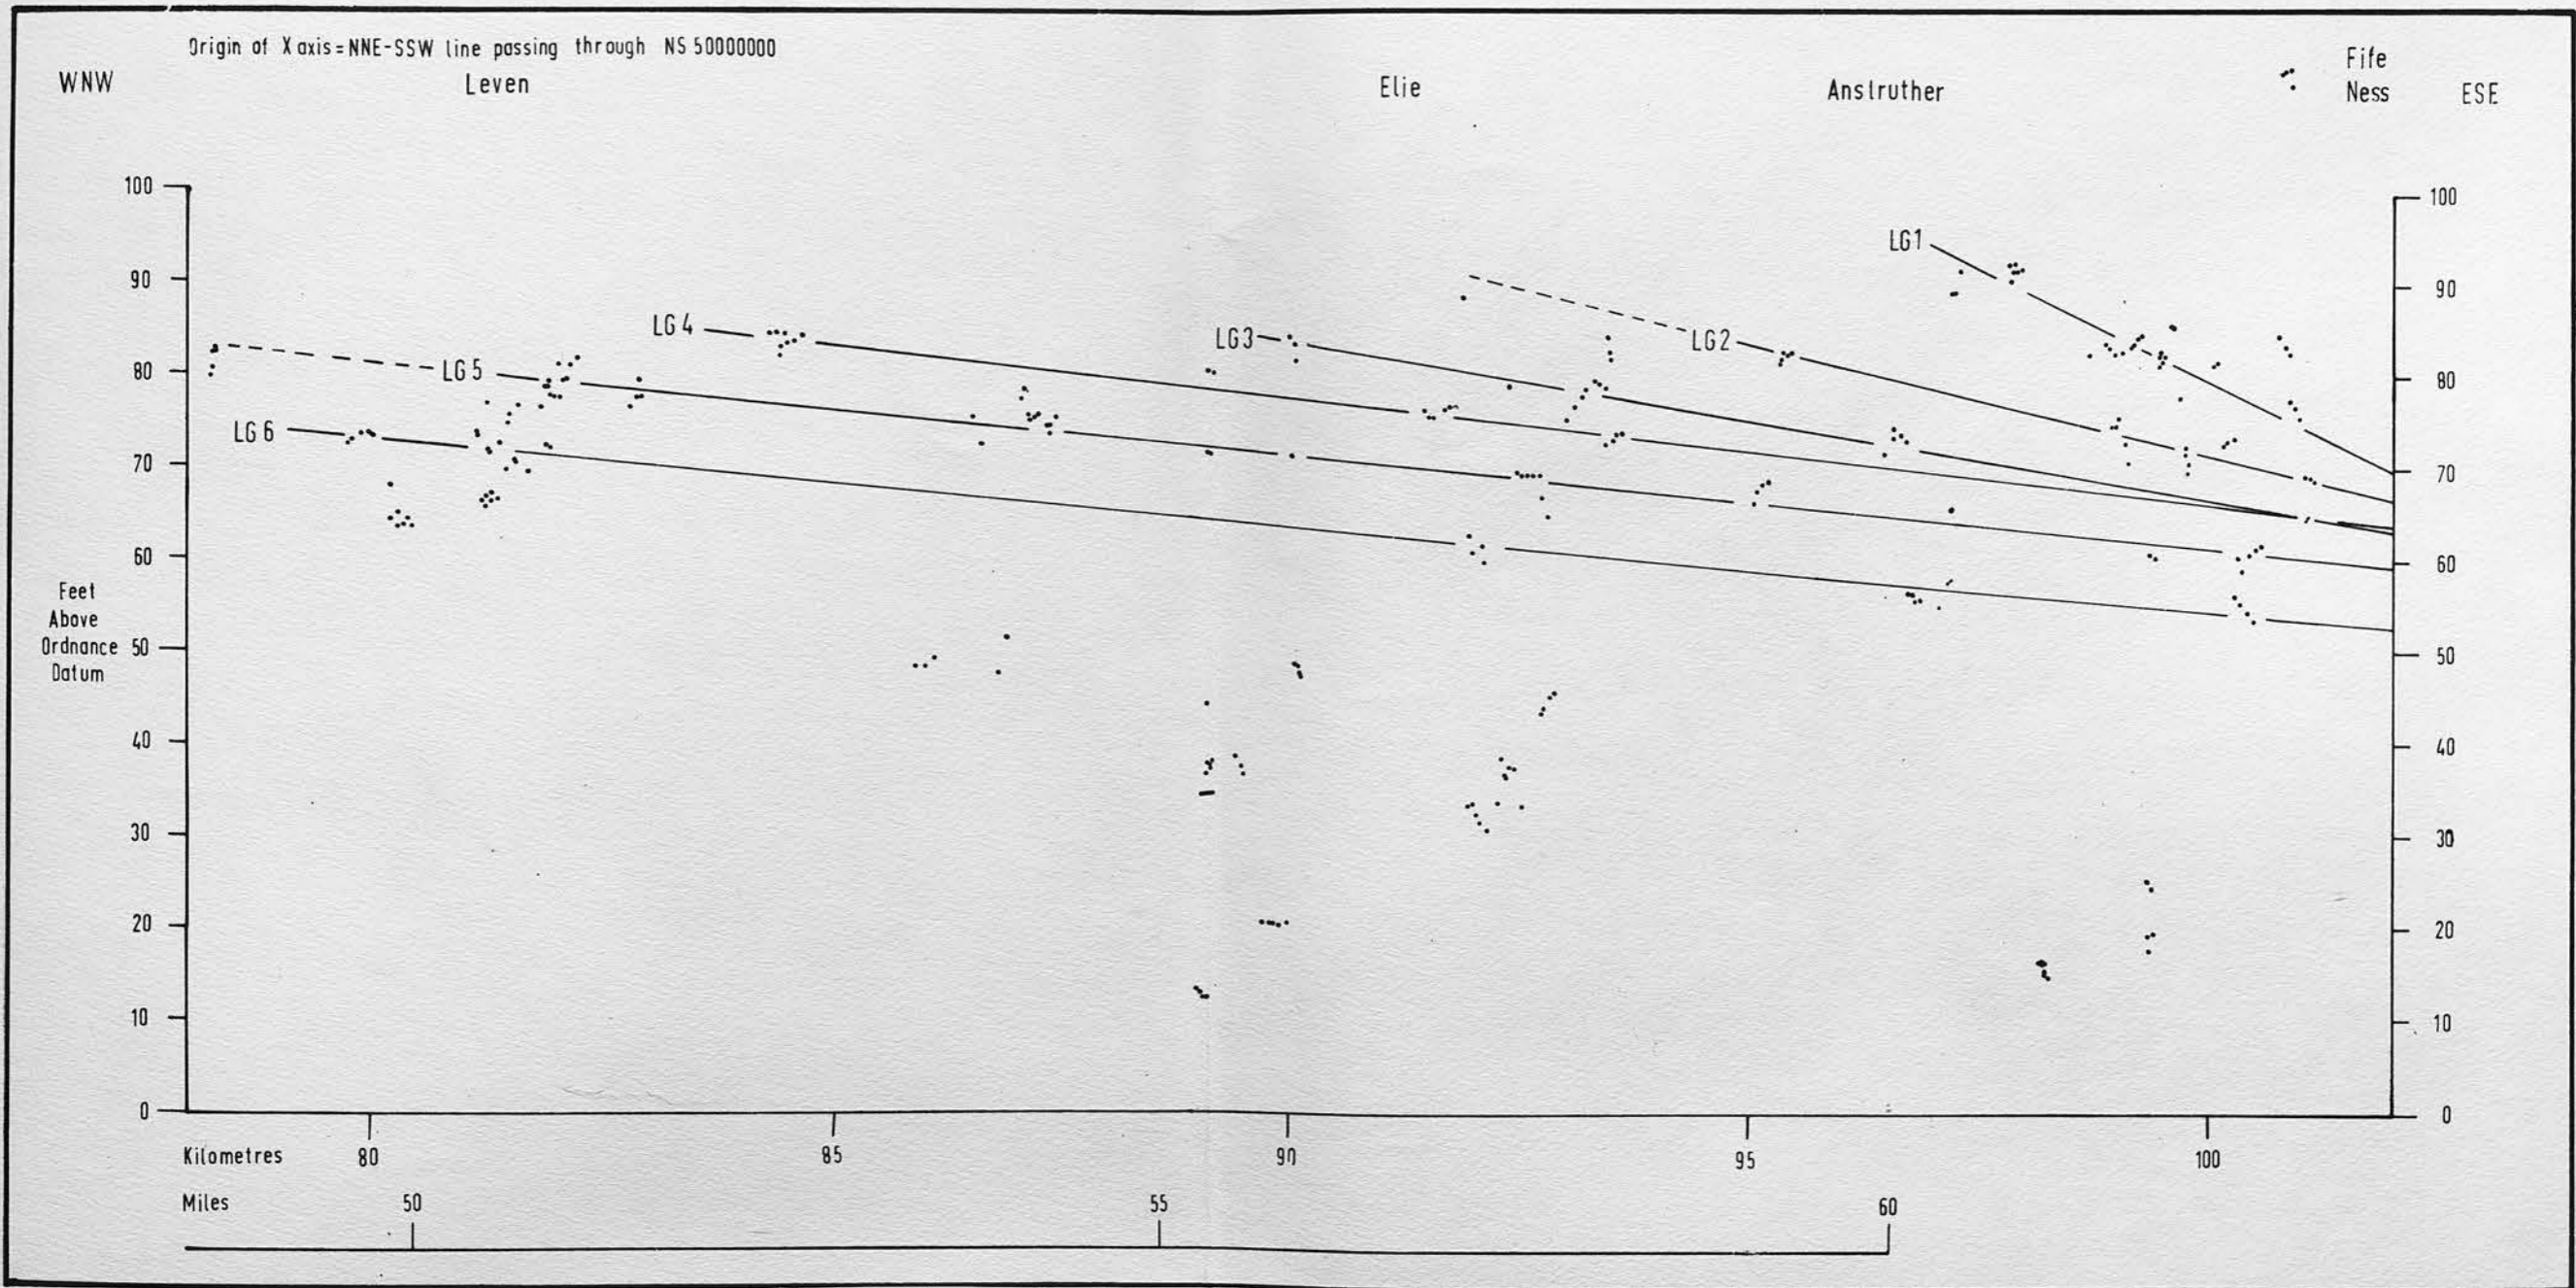 Origin of X axis=NNE-SSW line passing through NS 50000000
WNW
Leven
Elie
Anstruther
Fife
Ness
ESE
100
90
80
70
60
50
40
30
20
10
0
Feet
Above
Ordnance
Datum
LG1
LG2
LG3
LG4
LG5
LG6
100
90
80
70
60
50
40
30
20
10
0
Kilometres 80 85 90 95 100
Miles 50 55 60